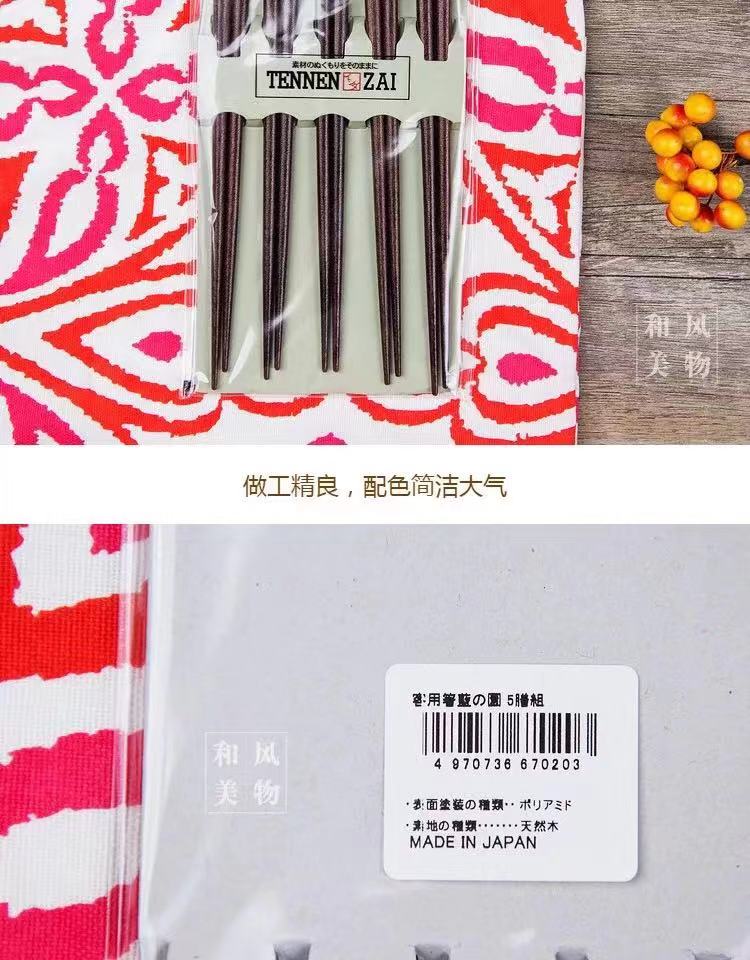 素材のぬくもりをそのままに
TENNEN ZAI
和风
美物
做工精良，配色简洁大气
客用箸藍の園 5膳組
4 970736 670203
和风
美物
･表面塗装の種類･･ポリアミド
･素地の種類･･･････天然木
MADE IN JAPAN